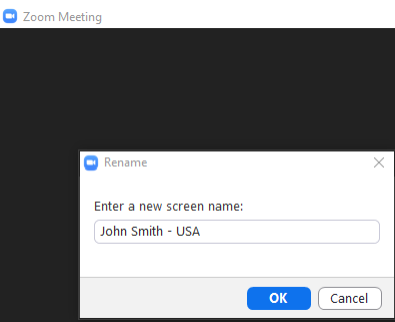 Zoom Meeting
Rename
Enter a new screen name:
John Smith - USA
OK Cancel